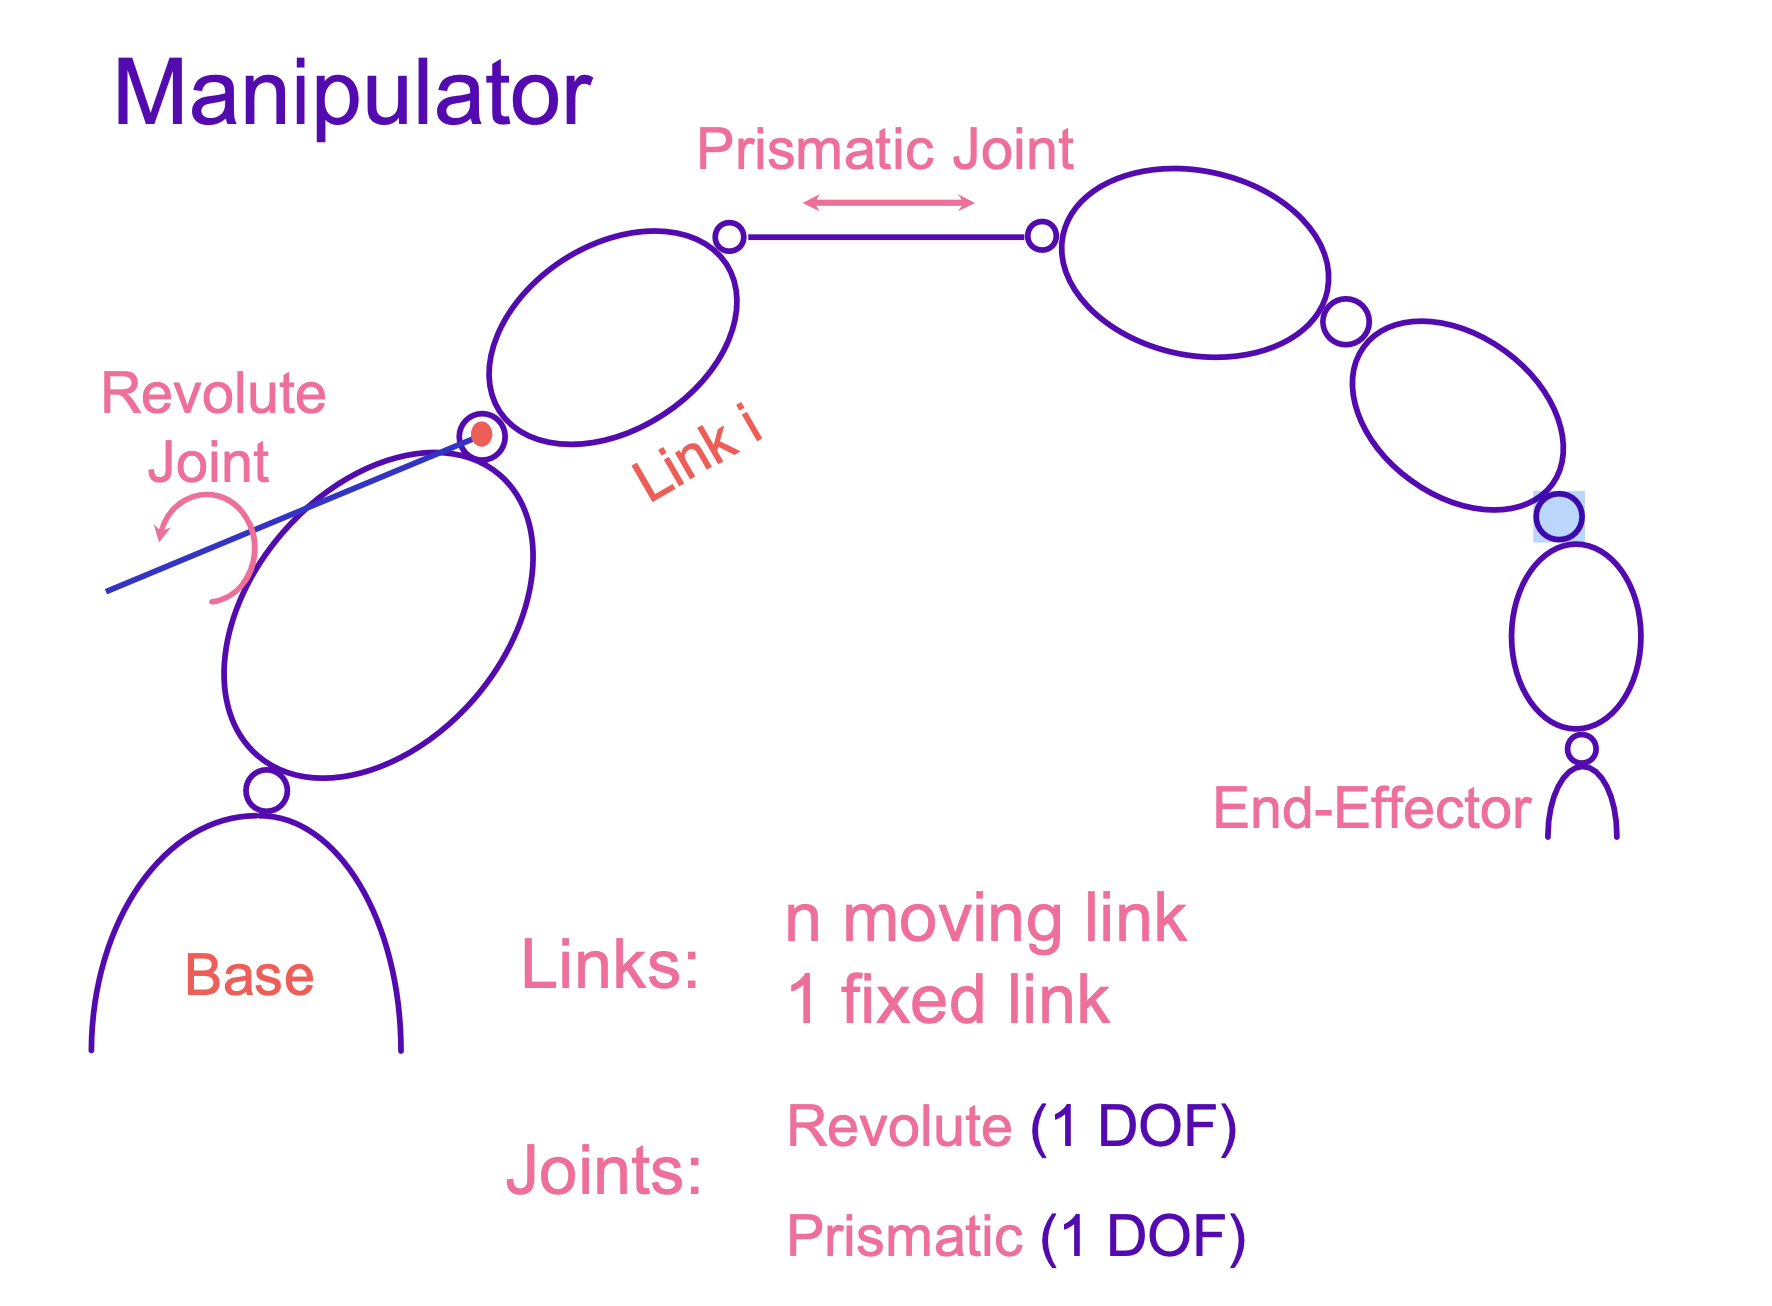 Manipulator
Prismatic Joint
Revolute
Joint
Link i
End-Effector
Base
Links:
n moving link
1 fixed link
Joints:
Revolute (1 DOF)
Prismatic (1 DOF)